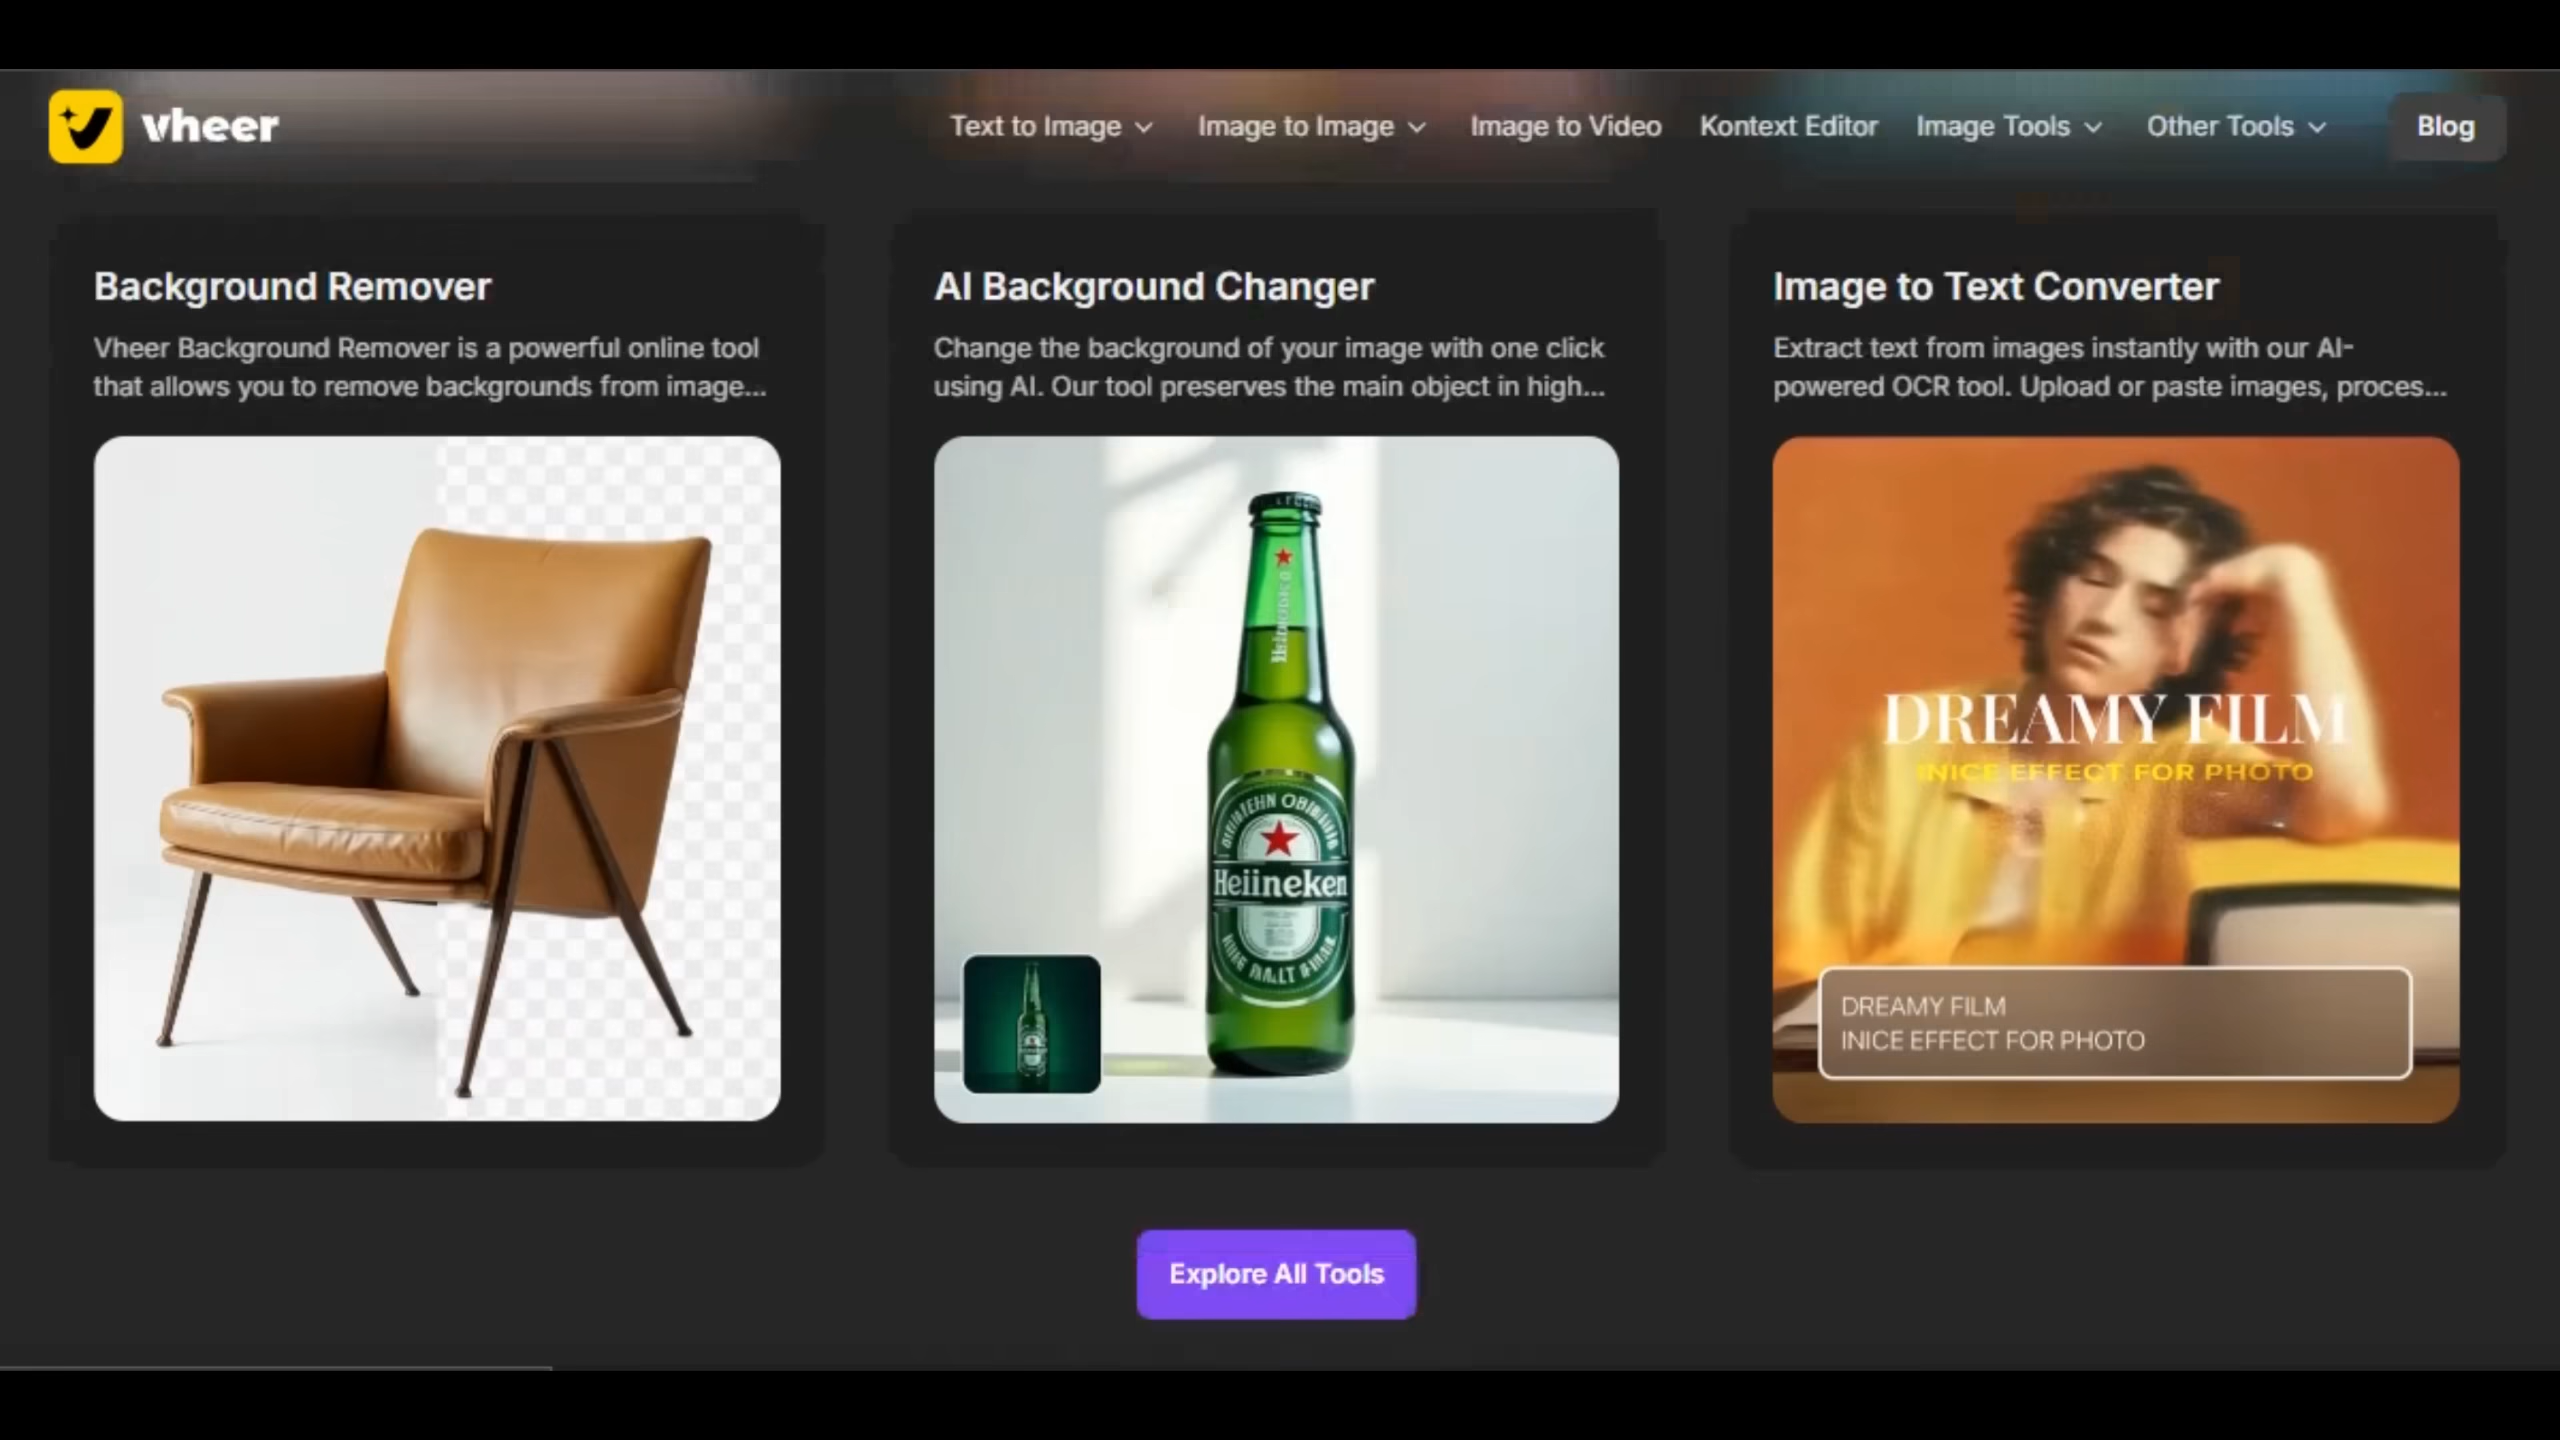 vheer
Text to Image
Image to Image
Image to Video
Kontext Editor
Image Tools
Other Tools
Blog
Background Remover
Vheer Background Remover is a powerful online tool
that allows you to remove backgrounds from image...
AI Background Changer
Change the background of your image with one click
using AI. Our tool preserves the main object in high...
Heiineken
Image to Text Converter
Extract text from images instantly with our AI-
powered OCR tool. Upload or paste images, proces...
DREAMY FILM
INICE EFFECT FOR PHOTO
DREAMY FILM
INICE EFFECT FOR PHOTO
Explore All Tools